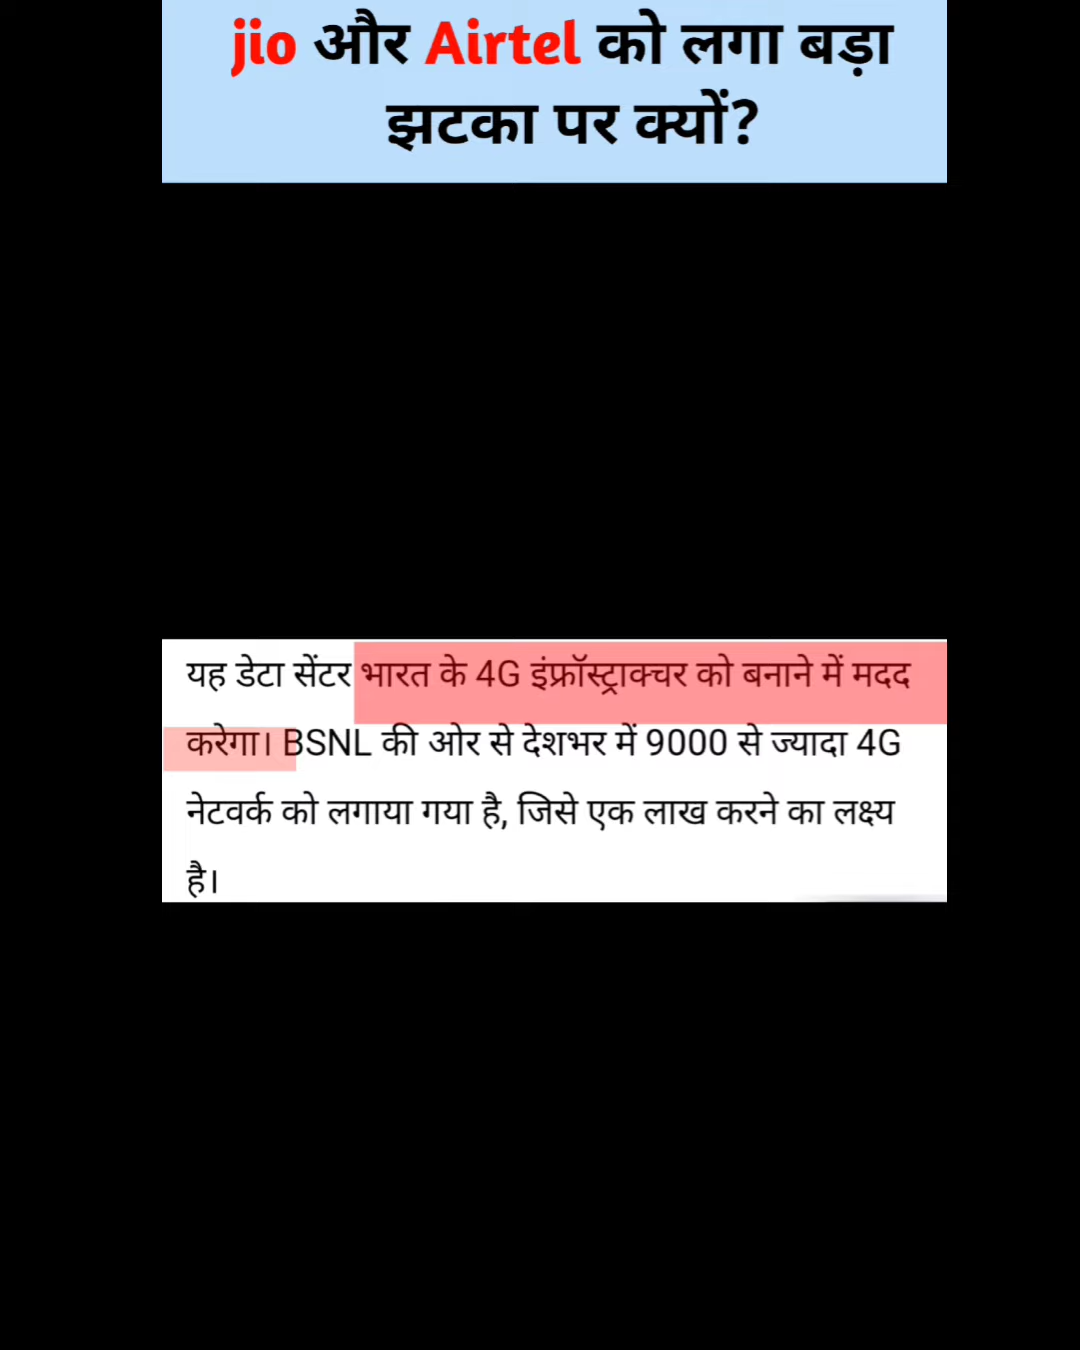 jio और Airtel को लगा बड़ा
झटका पर क्यों?
यह डेटा सेंटर भारत के 4G इंफ्रॉस्ट्राक्चर को बनाने में मदद
करेगा। BSNL की ओर से देशभर में 9000 से ज्यादा 4G
नेटवर्क को लगाया गया है, जिसे एक लाख करने का लक्ष्य
है।